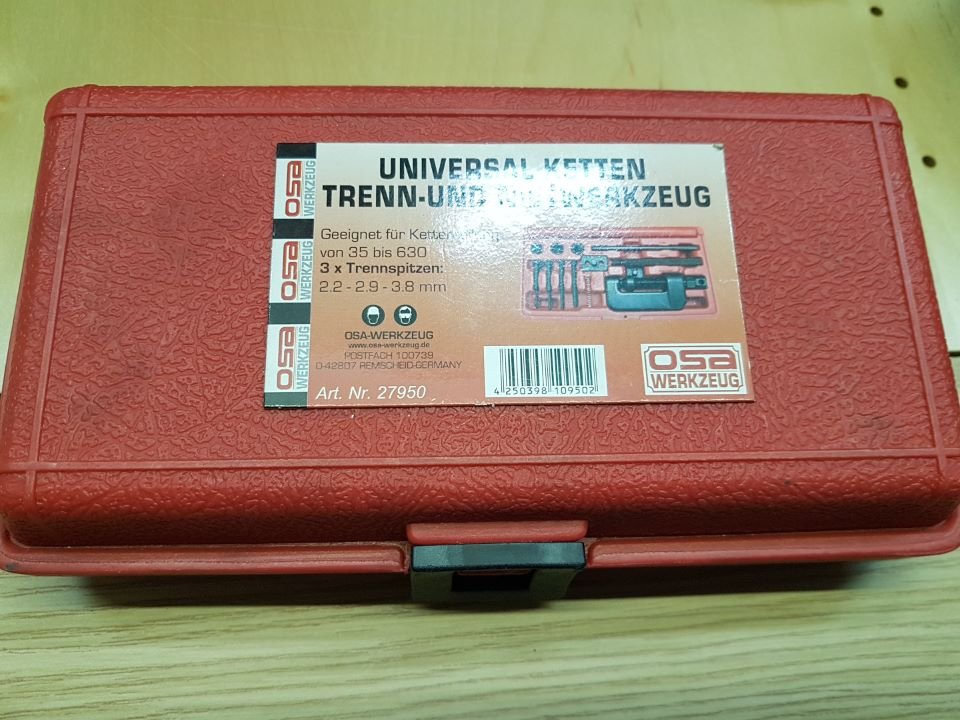 UNIVERSAL KETTEN
TRENN-UND
osa
WERKZEUG
osa
WERKZEUG
osa
WERKZEUG
Geeignet für
von 35 bis 630
3 x Trennspitzen:
2.2 - 2.9 - 3.8 mm
OSA-WERKZEUG
www.osa-werkzeug.de
POSTFACH 100739
D-42807 REMSCHEID-GERMANY
Art. Nr. 27950
4 250398 109502
osa
WERKZEUG